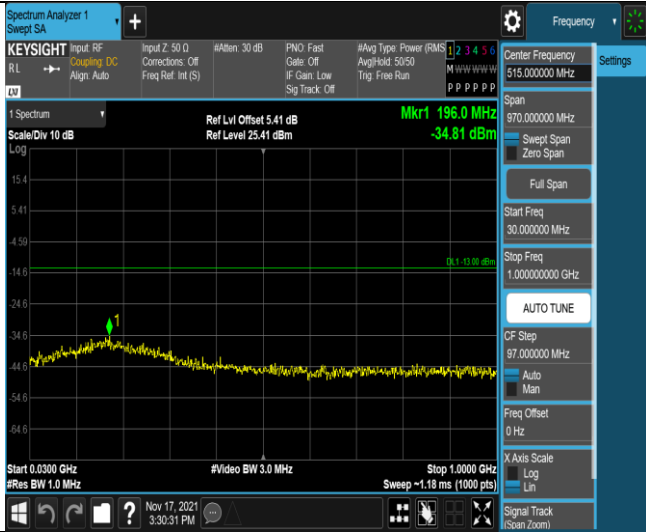 Spectrum Analyzer 1
Swept SA
Frequency
KEYSIGHT
RL
LXI
Input: RF
Coupling: DC
Align: Auto
Input Z: 50 Ω
Corrections: Off
Freq Ref: Int (S)
#Atten: 30 dB
PNO: Fast
Gate: Off
IF Gain: Low
Sig Track: Off
#Avg Type: Power (RMS
Avg|Hold: 50/50
Trig: Free Run
1 2 3 4 5 6
M W W W W W
P P P P P P
Settings
Center Frequency
515.000000 MHz
Span
970.000000 MHz
Swept Span
Zero Span
Full Span
Start Freq
30.000000 MHz
Stop Freq
1.000000000 GHz
AUTO TUNE
CF Step
97.000000 MHz
Auto
Man
Freq Offset
0 Hz
X Axis Scale
Log
Lin
Signal Track
(Span Zoom)
1 Spectrum
Scale/Div 10 dB
Log
Ref Lvl Offset 5.41 dB
Ref Level 25.41 dBm
Mkr1 196.0 MHz
-34.81 dBm
15.4
5.41
-4.59
-14.6
-24.6
-34.6
-44.6
-54.6
-64.6
DL1 -13.00 dBm
1
Start 0.0300 GHz
#Res BW 1.0 MHz
#Video BW 3.0 MHz
Stop 1.0000 GHz
Sweep ~1.18 ms (1000 pts)
?
Nov 17, 2021
3:30:31 PM